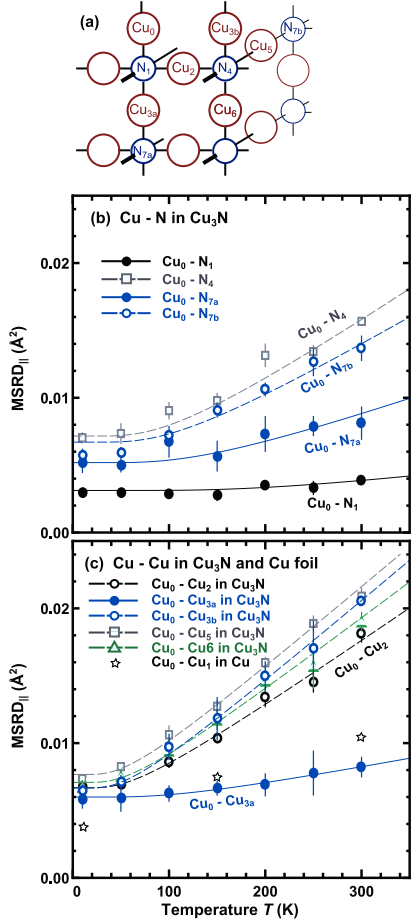 (a)
Cu0 Cu3b N7b
Cu5
N1 Cu2 N4
Cu3a Cu6
N7a
(b) Cu - N in Cu3N
Cu0 - N1
Cu0 - N4
Cu0 - N7a
Cu0 - N7b
Cu0 - N4
Cu0 - N7b
Cu0 - N7a
Cu0 - N1
0.02
0.01
0.00
MSRD|| (Å²)
(c) Cu - Cu in Cu3N and Cu foil
Cu0 - Cu2 in Cu3N
Cu0 - Cu3a in Cu3N
Cu0 - Cu3b in Cu3N
Cu0 - Cu5 in Cu3N
Cu0 - Cu6 in Cu3N
Cu0 - Cu1 in Cu
Cu0 - Cu2
Cu0 - Cu3a
0.02
0.01
0.00
MSRD|| (Å²)
0 100 200 300
Temperature T (K)